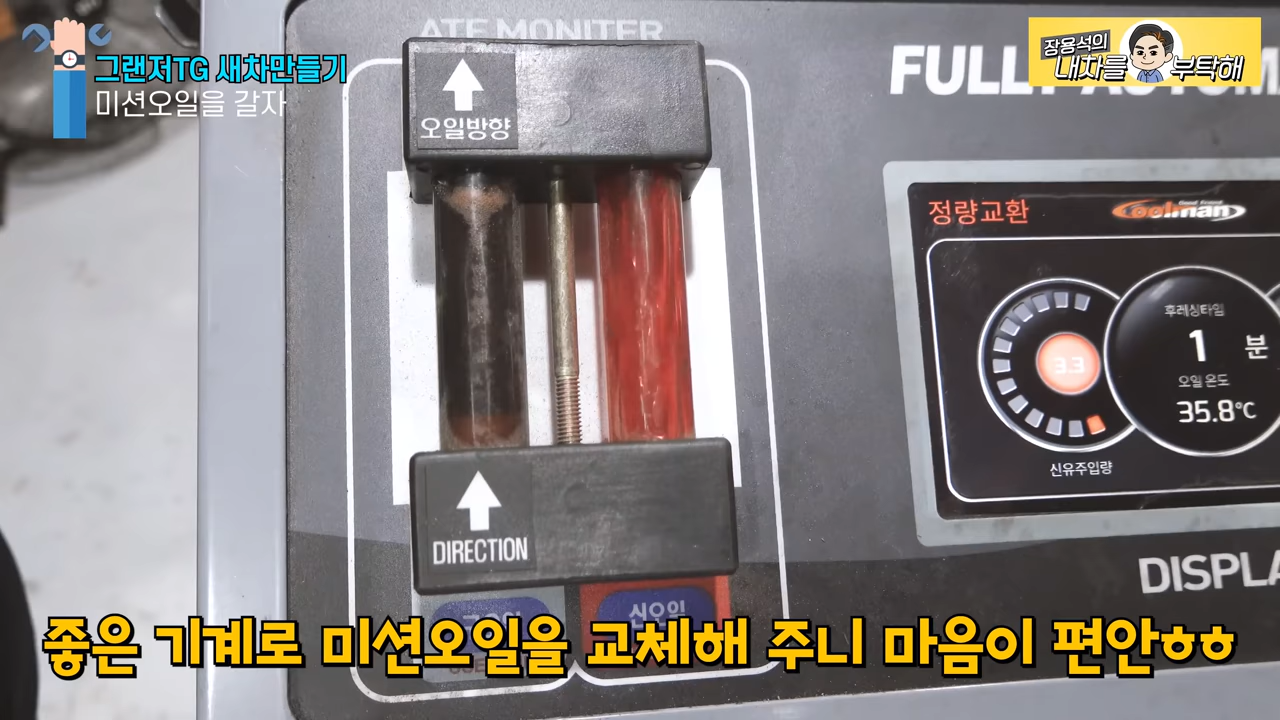 그랜저TG 새차만들기
미션오일을 갈자
장용석의
내차를 부탁해
ATE MONITER
오일방향
DIRECTION
신오일
정량교환
Good Friend
Coolman
3.3
신유주입량
후레싱타임
1 분
오일 온도
35.8℃
DISPLA
좋은 기계로 미션오일을 교체해 주니 마음이 편안ㅎㅎ